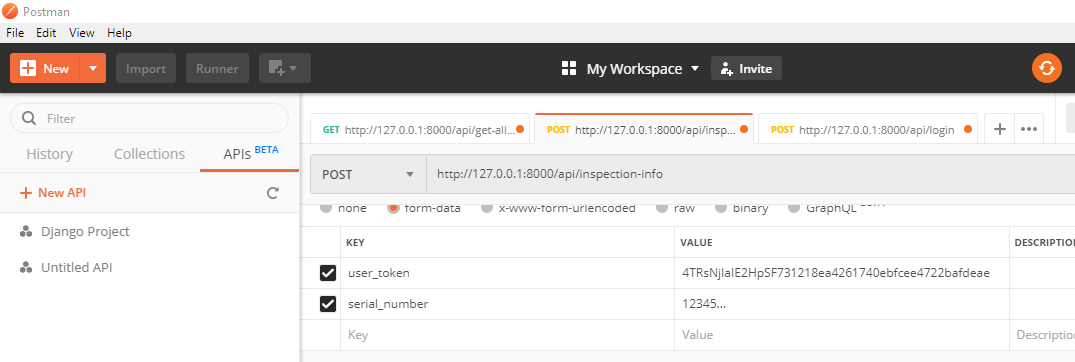 Postman
File Edit View Help
New Import Runner My Workspace Invite
Filter
GET http://127.0.0.1:8000/api/get-all... POST http://127.0.0.1:8000/api/insp... POST http://127.0.0.1:8000/api/login
History Collections APIs BETA
POST http://127.0.0.1:8000/api/inspection-info
New API
none form-data x-www-form-urlencoded raw binary GraphQL
Django Project
KEY VALUE DESCRIPTION
Untitled API
user_token 4TRsNjIaIE2HpSF731218ea4261740ebfcee4722bafdeae
serial_number 12345...
Key Value Description